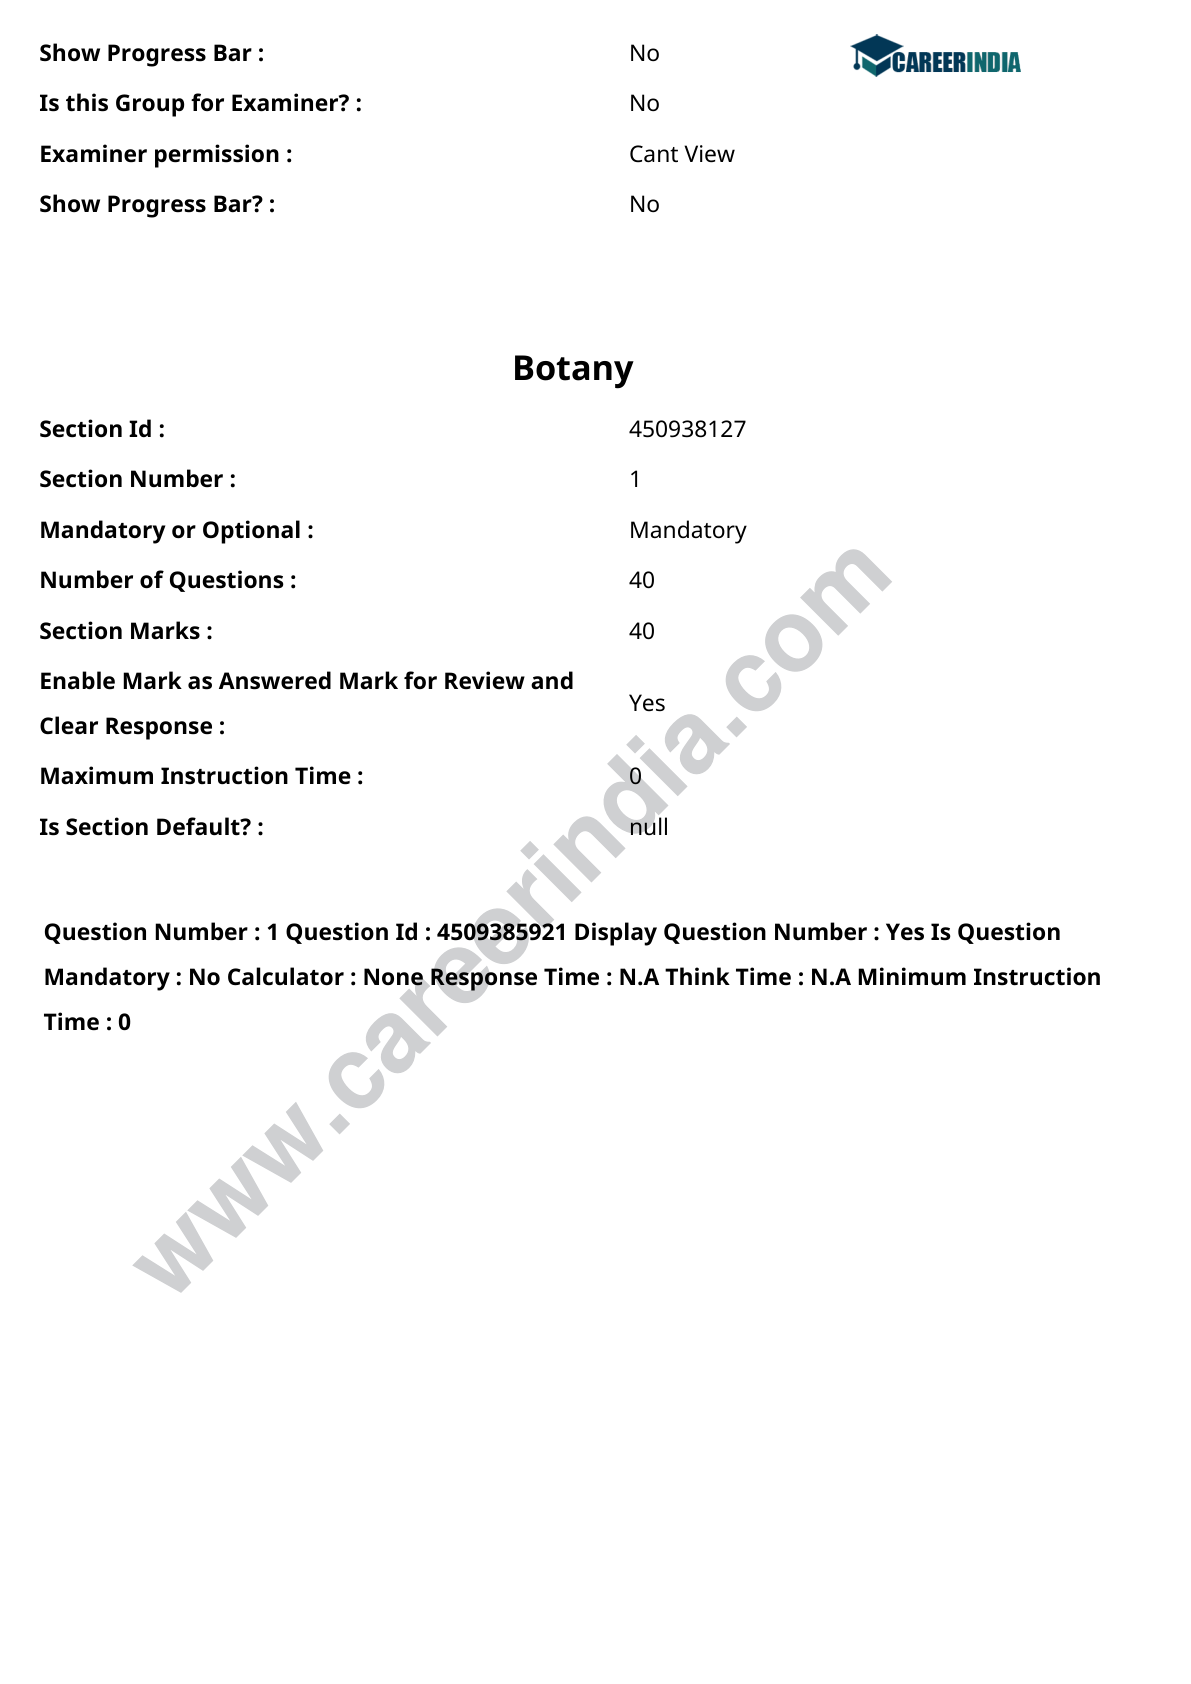 Show Progress Bar : No
CAREERINDIA
Is this Group for Examiner? : No
Examiner permission : Cant View
Show Progress Bar? : No
Botany
Section Id : 450938127
Section Number : 1
Mandatory or Optional : Mandatory
Number of Questions : 40
Section Marks : 40
Enable Mark as Answered Mark for Review and
Clear Response : Yes
Maximum Instruction Time : 0
Is Section Default? : null
Question Number : 1 Question Id : 4509385921 Display Question Number : Yes Is Question
Mandatory : No Calculator : None Response Time : N.A Think Time : N.A Minimum Instruction
Time : 0
www.careerindia.com